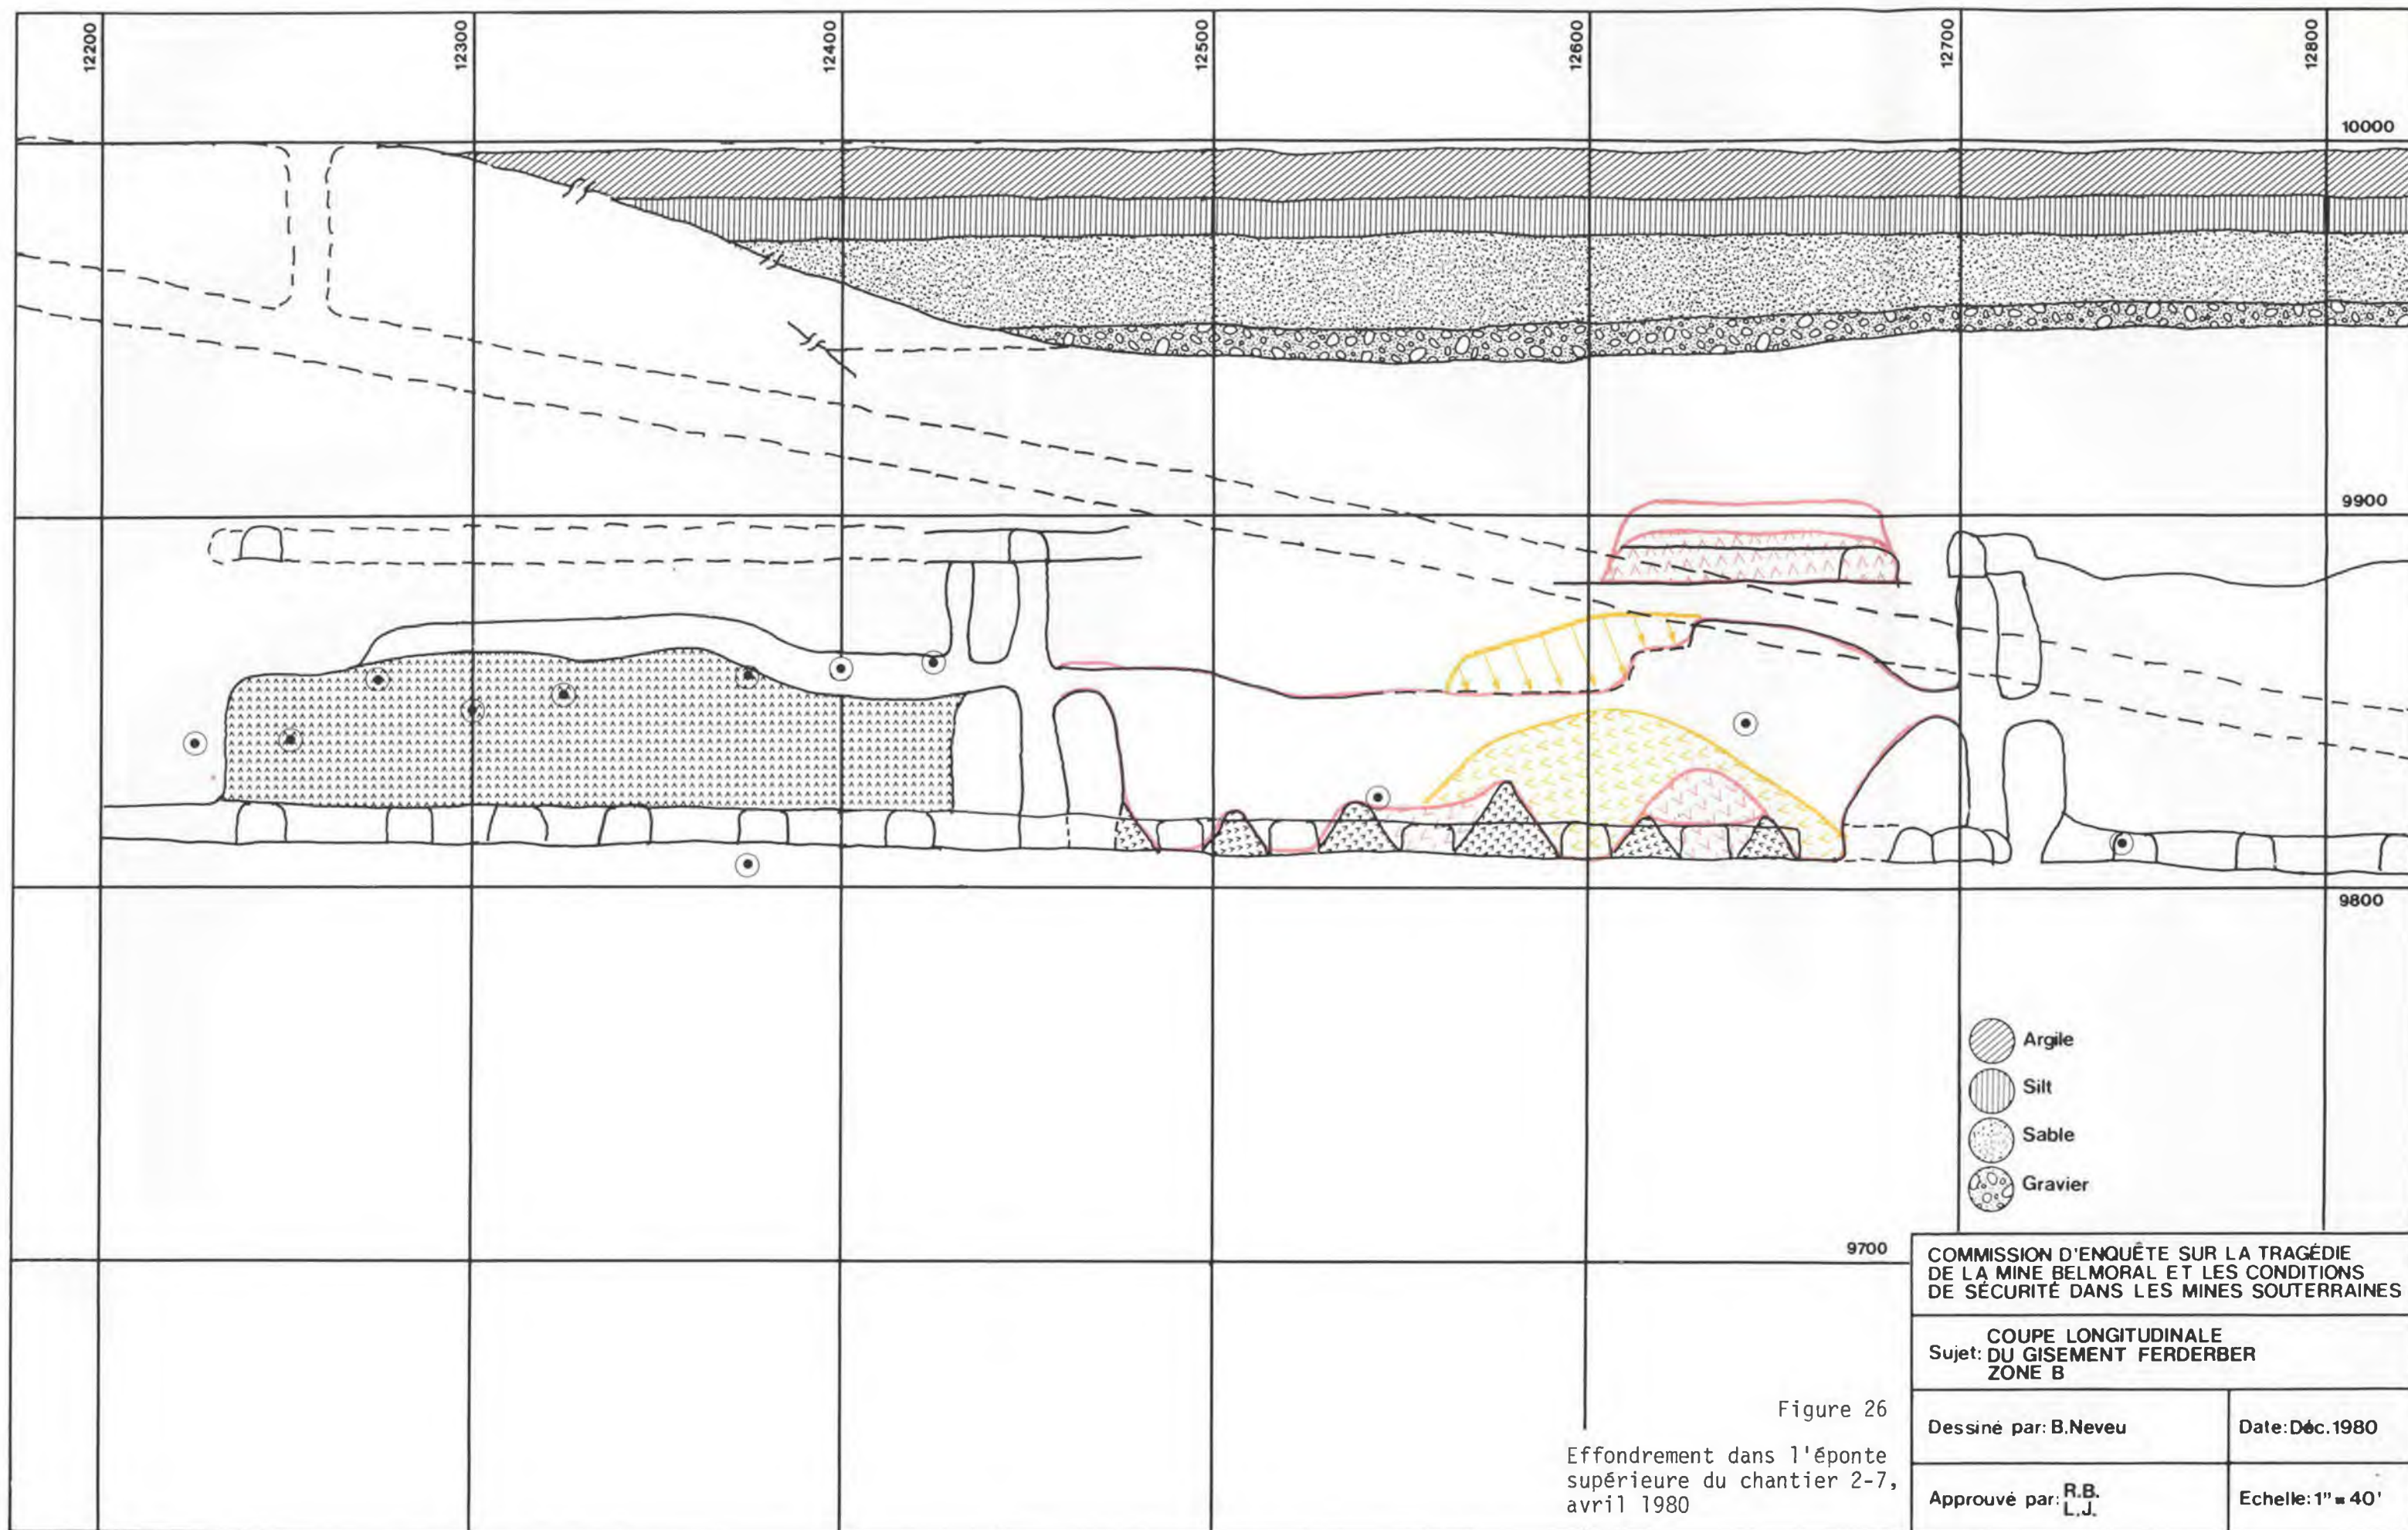 12200
12300
12400
12500
12600
12700
12800
10000
9900
9800
Argile
Silt
Sable
Gravier
9700
COMMISSION D'ENQUÊTE SUR LA TRAGÉDIE
DE LA MINE BELMORAL ET LES CONDITIONS
DE SÉCURITÉ DANS LES MINES SOUTERRAINES
Sujet: COUPE LONGITUDINALE
DU GISEMENT FERDERBER
ZONE B
Figure 26
Effondrement dans l'éponte
supérieure du chantier 2-7,
avril 1980
Dessiné par: B.Neveu
Date: Déc.1980
Approuvé par: R.B.
L.J.
Echelle: 1" = 40'